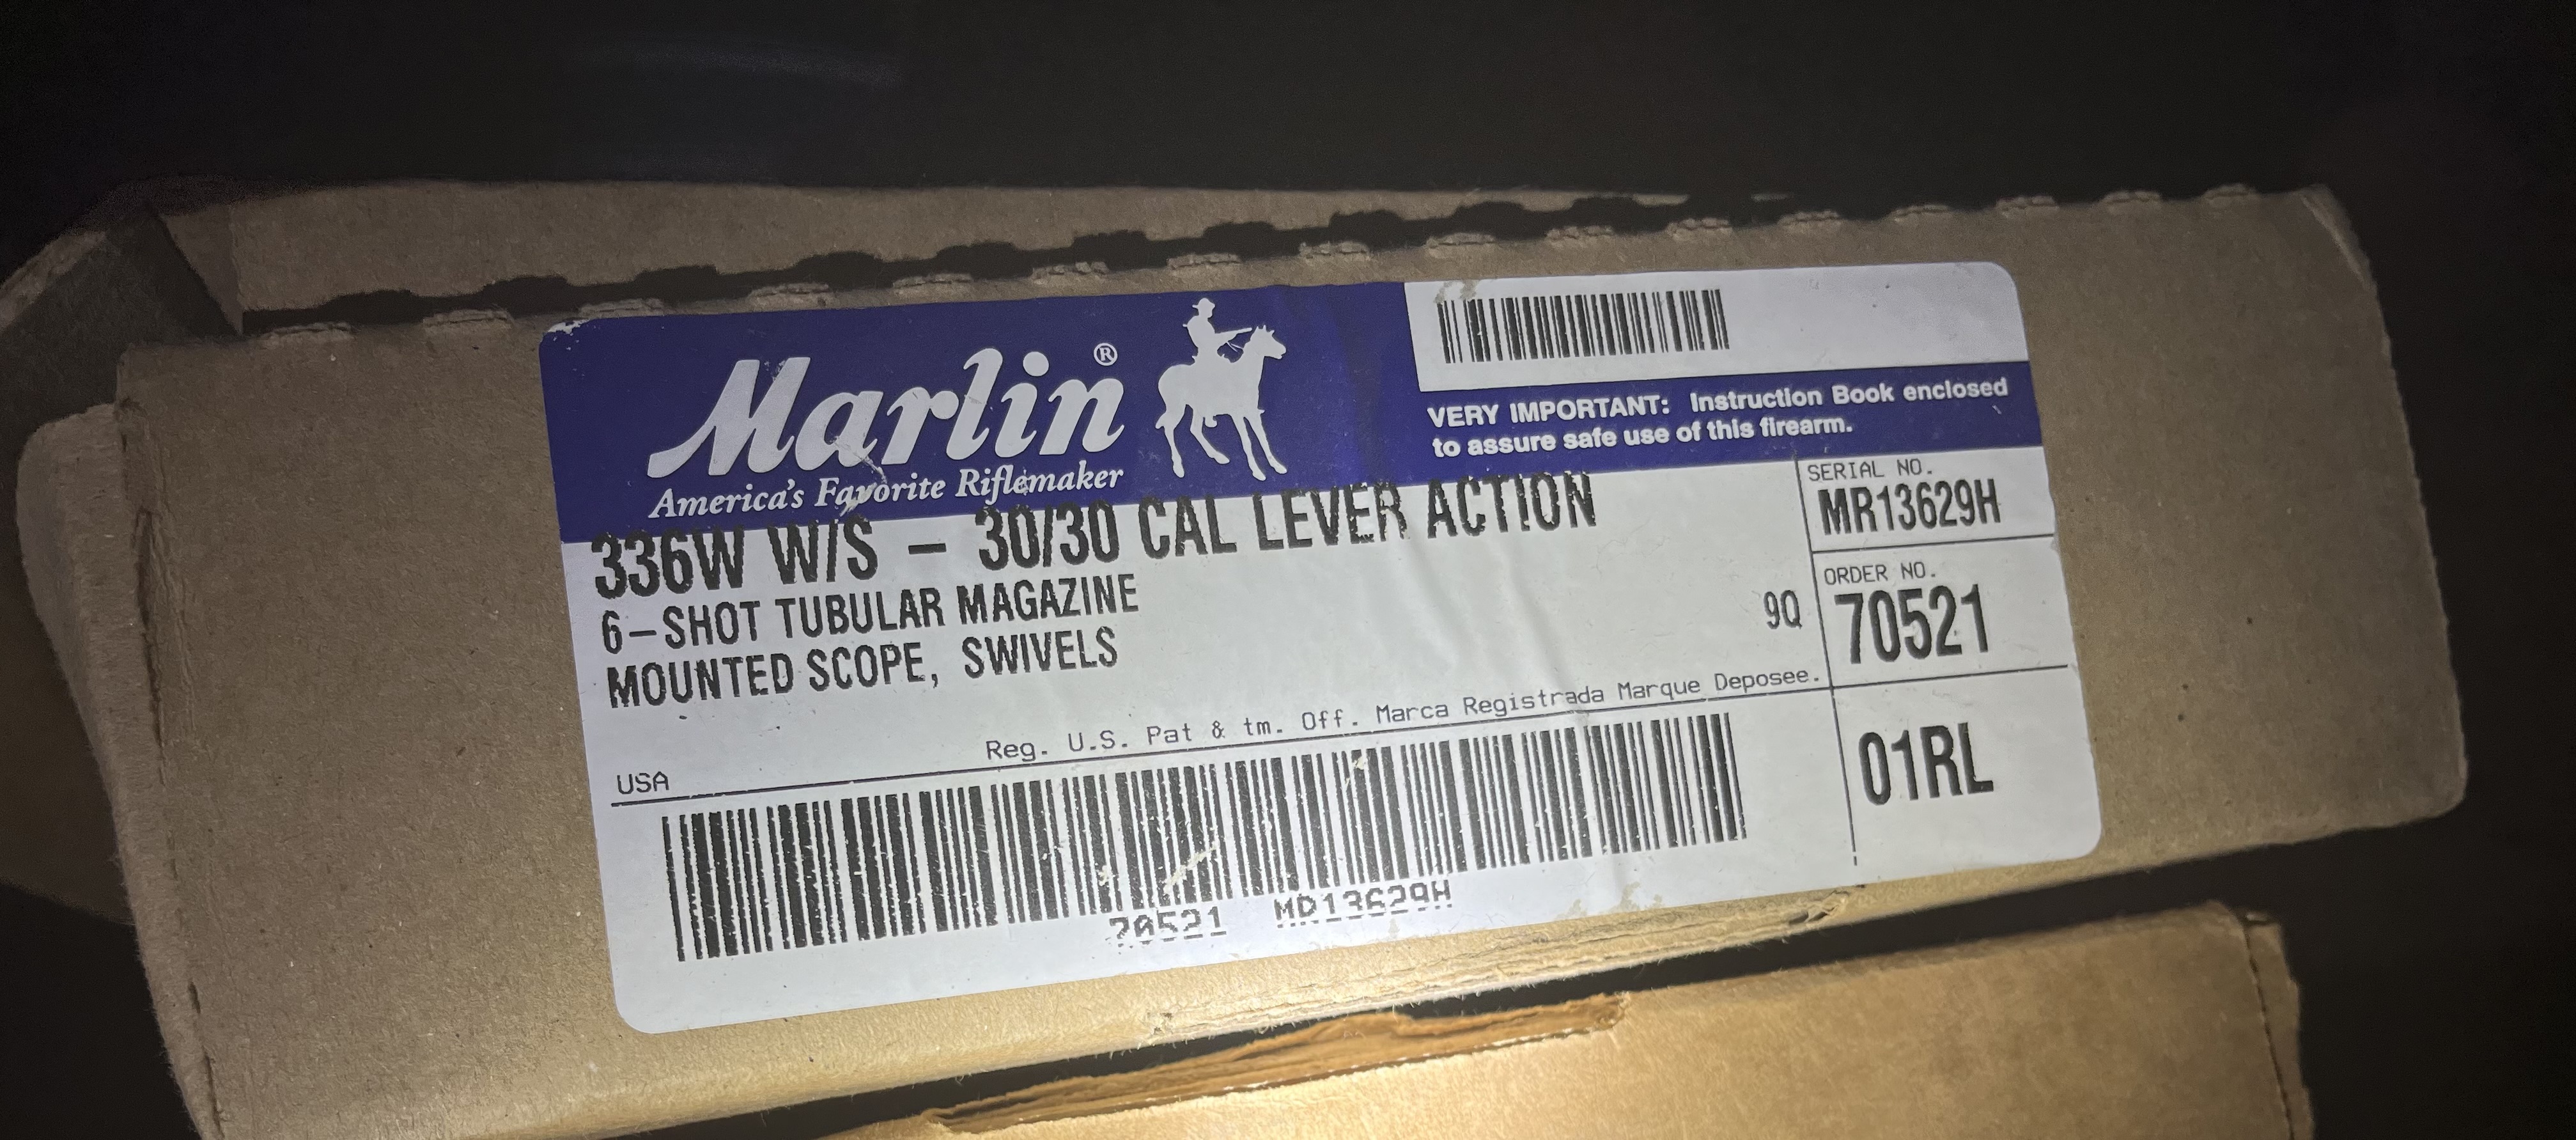 Marlin®
America's Favorite Riflemaker
VERY IMPORTANT: Instruction Book enclosed
to assure safe use of this firearm.
336W W/S - 30/30 CAL LEVER ACTION
6-SHOT TUBULAR MAGAZINE
MOUNTED SCOPE, SWIVELS
9Q
SERIAL NO.
MR13629H
ORDER NO.
70521
01RL
Reg. U.S. Pat & tm. Off. Marca Registrada Marque Deposee.
USA
70521 MR13629H